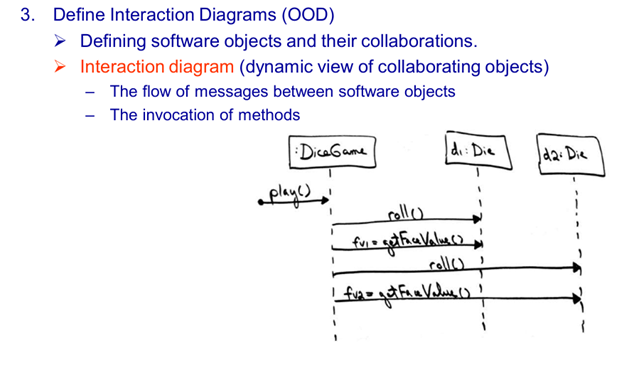 3. Define Interaction Diagrams (OOD)
➢ Defining software objects and their collaborations.
➢ Interaction diagram (dynamic view of collaborating objects)
– The flow of messages between software objects
– The invocation of methods
:DiceGame
d1:Die
d2:Die
play()
roll()
fv1=getFaceValue()
roll()
fv2=getFaceValue()